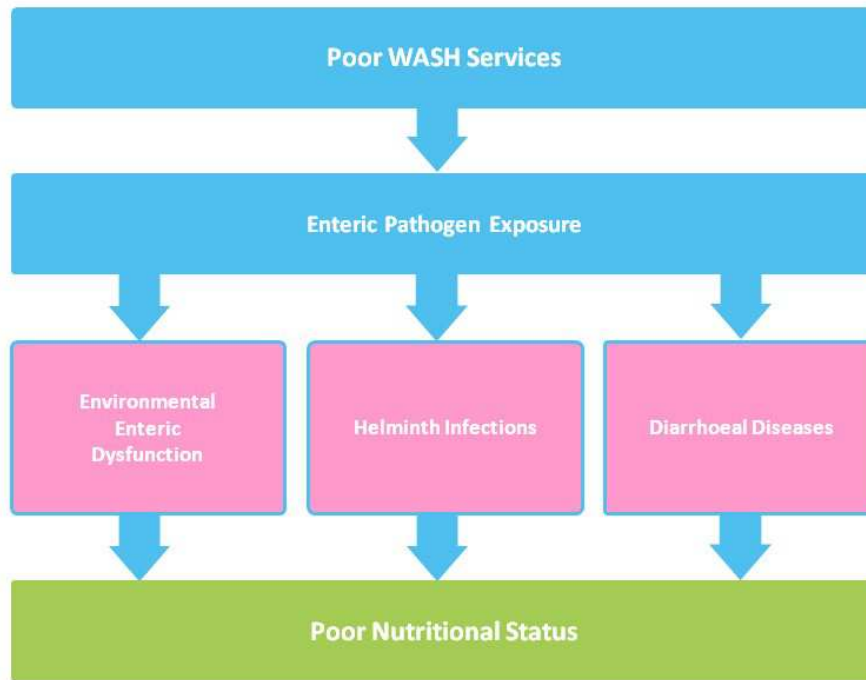 Poor WASH Services
Enteric Pathogen Exposure
Environmental
Enteric
Dysfunction
Helminth Infections
Diarrhoeal Diseases
Poor Nutritional Status